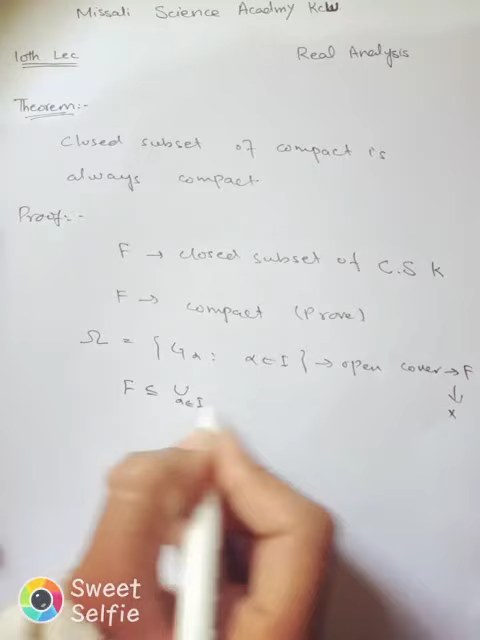 Missali Science Acadmy Kcw
10th Lec Real Analysis
Theorem:-
closed subset of compact is
always compact
Proof:-
F → closed subset of C.S K
F → compact (Prove)
Ω = { Gα : α∈I } → open cover → F
↓
F ⊆ ∪
α∈I
x
Sweet
Selfie